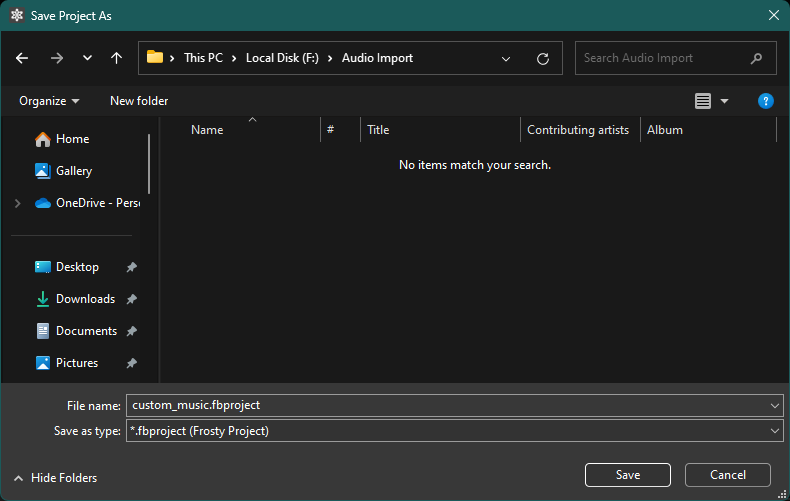 Save Project As
This PC > Local Disk (F:) > Audio Import
Search Audio Import
Organize
New folder
?
Name
#
Title
Contributing artists
Album
No items match your search.
Home
Gallery
OneDrive - Pers
Desktop
Downloads
Documents
Pictures
File name: custom_music.fbproject
Save as type: *.fbproject (Frosty Project)
Hide Folders
Save
Cancel